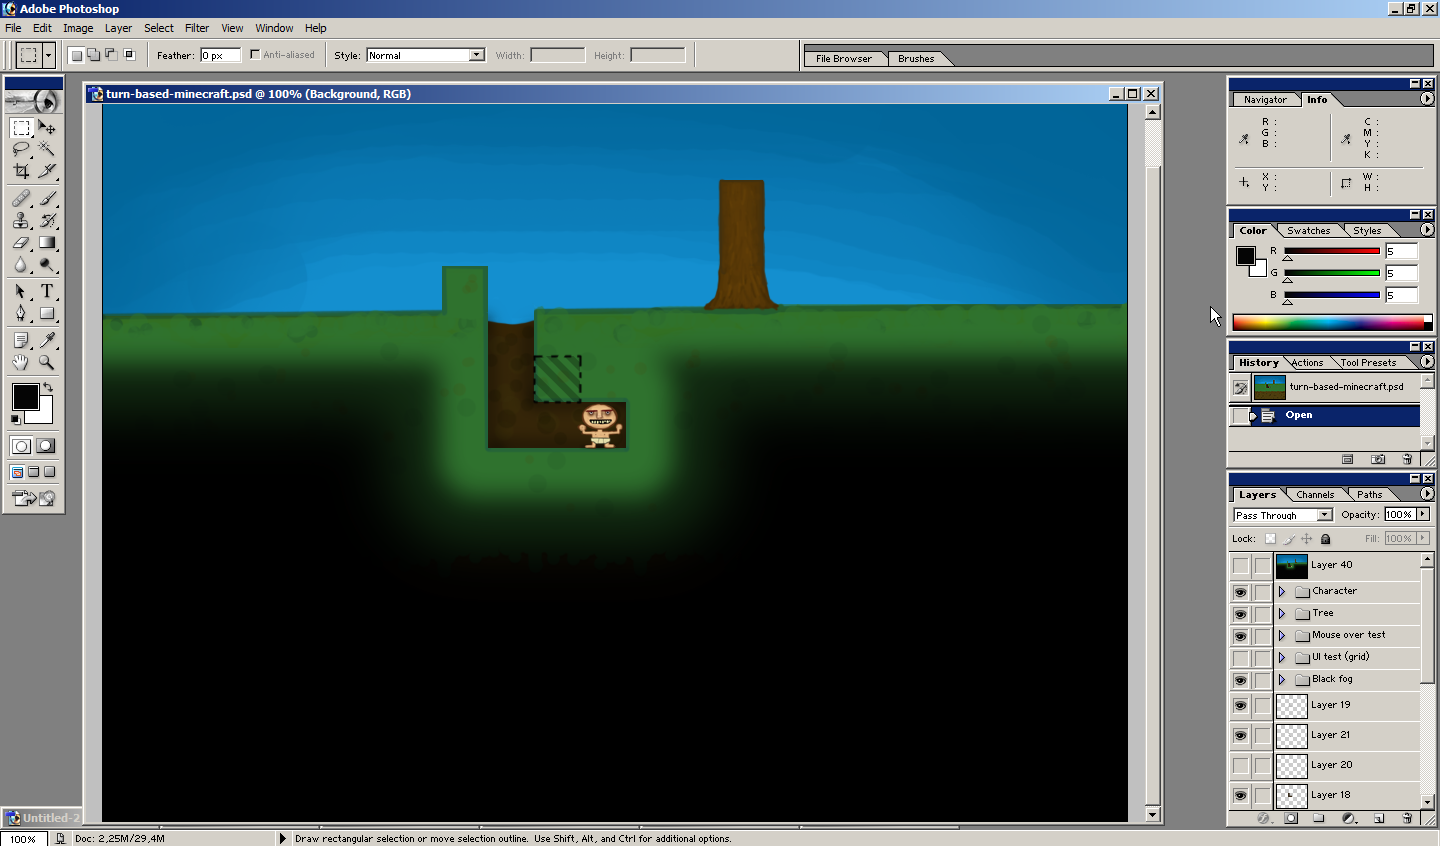 Adobe Photoshop
File Edit Image Layer Select Filter View Window Help
Feather: 0 px Anti-aliased Style: Normal Width: Height: File Browser Brushes
turn-based-minecraft.psd @ 100% (Background, RGB)
Navigator Info
R : C :
G : M :
B : Y :
K :
X : W :
Y : H :
Color Swatches Styles
R 5
G 5
B 5
History Actions Tool Presets
turn-based-minecraft.psd
Open
Layers Channels Paths
Pass Through Opacity: 100%
Lock: Fill: 100%
Layer 40
Character
Tree
Mouse over test
UI test (grid)
Black fog
Layer 19
Layer 21
Layer 20
Layer 18
Untitled-2
100% Doc: 2,25M/29,4M Draw rectangular selection or move selection outline. Use Shift, Alt, and Ctrl for additional options.